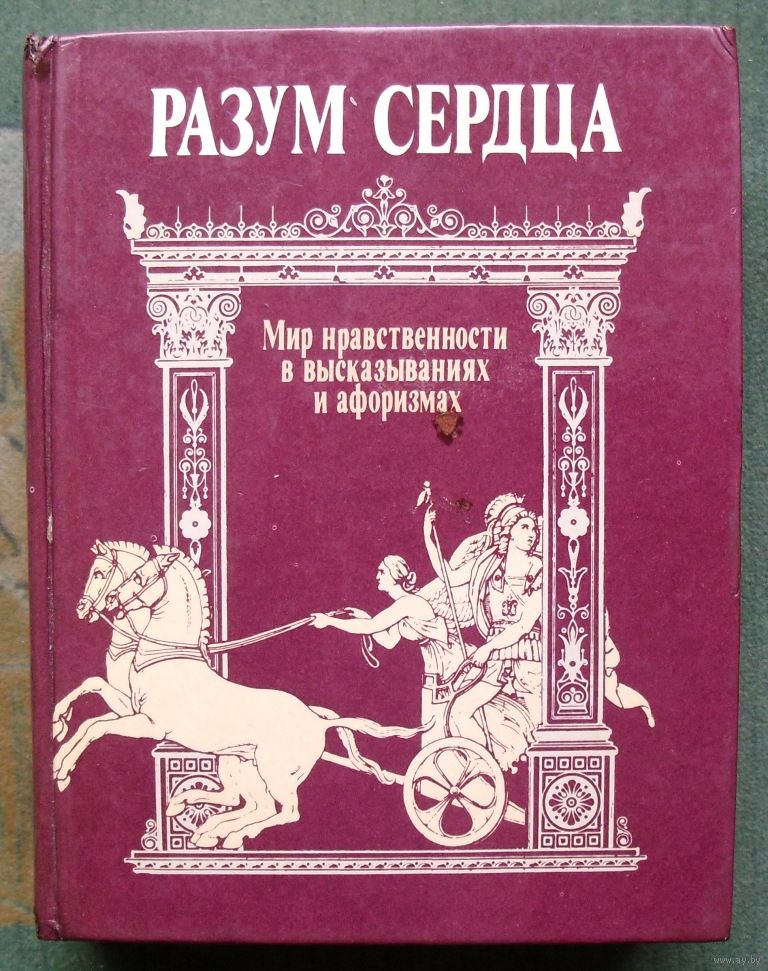 РАЗУМ СЕРДЦА
Мир нравственности
в высказываниях
и афоризмах
www.ay.by